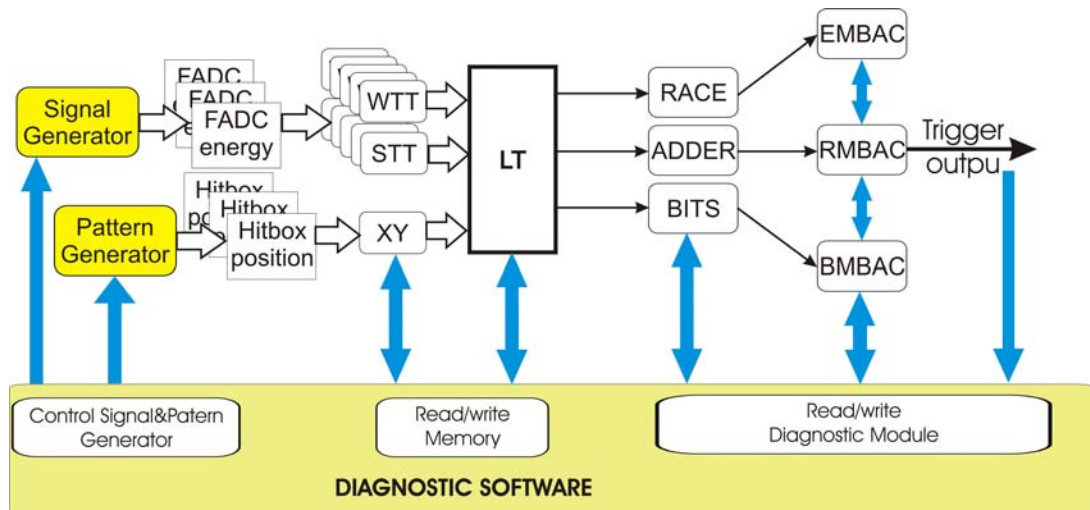 EMBAC
FADC
FADC
FADC
energy
Signal
Generator
WTT
STT
LT
RACE
ADDER
BITS
RMBAC
Trigger
outpu
Hitbox
Hitbox
Hitbox
position
Pattern
Generator
XY
BMBAC
Control Signal&Patern
Generator
Read/write
Memory
Read/write
Diagnostic Module
DIAGNOSTIC SOFTWARE